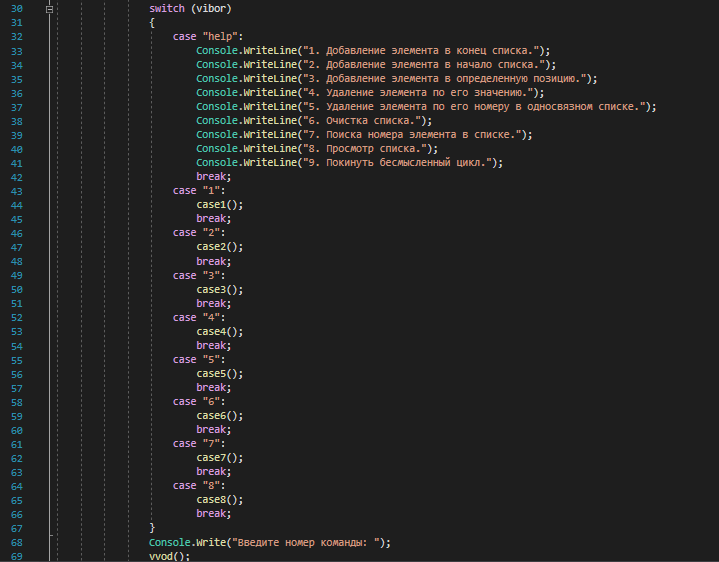 30 switch (vibor)
31 {
32 case "help":
33 Console.WriteLine("1. Добавление элемента в конец списка.");
34 Console.WriteLine("2. Добавление элемента в начало списка.");
35 Console.WriteLine("3. Добавление элемента в определенную позицию.");
36 Console.WriteLine("4. Удаление элемента по его значению.");
37 Console.WriteLine("5. Удаление элемента по его номеру в односвязном списке.");
38 Console.WriteLine("6. Очистка списка.");
39 Console.WriteLine("7. Поиска номера элемента в списке.");
40 Console.WriteLine("8. Просмотр списка.");
41 Console.WriteLine("9. Покинуть бесмысленный цикл.");
42 break;
43 case "1":
44 case1();
45 break;
46 case "2":
47 case2();
48 break;
49 case "3":
50 case3();
51 break;
52 case "4":
53 case4();
54 break;
55 case "5":
56 case5();
57 break;
58 case "6":
59 case6();
60 break;
61 case "7":
62 case7();
63 break;
64 case "8":
65 case8();
66 break;
67 }
68 Console.Write("Введите номер команды: ");
69 vvod();